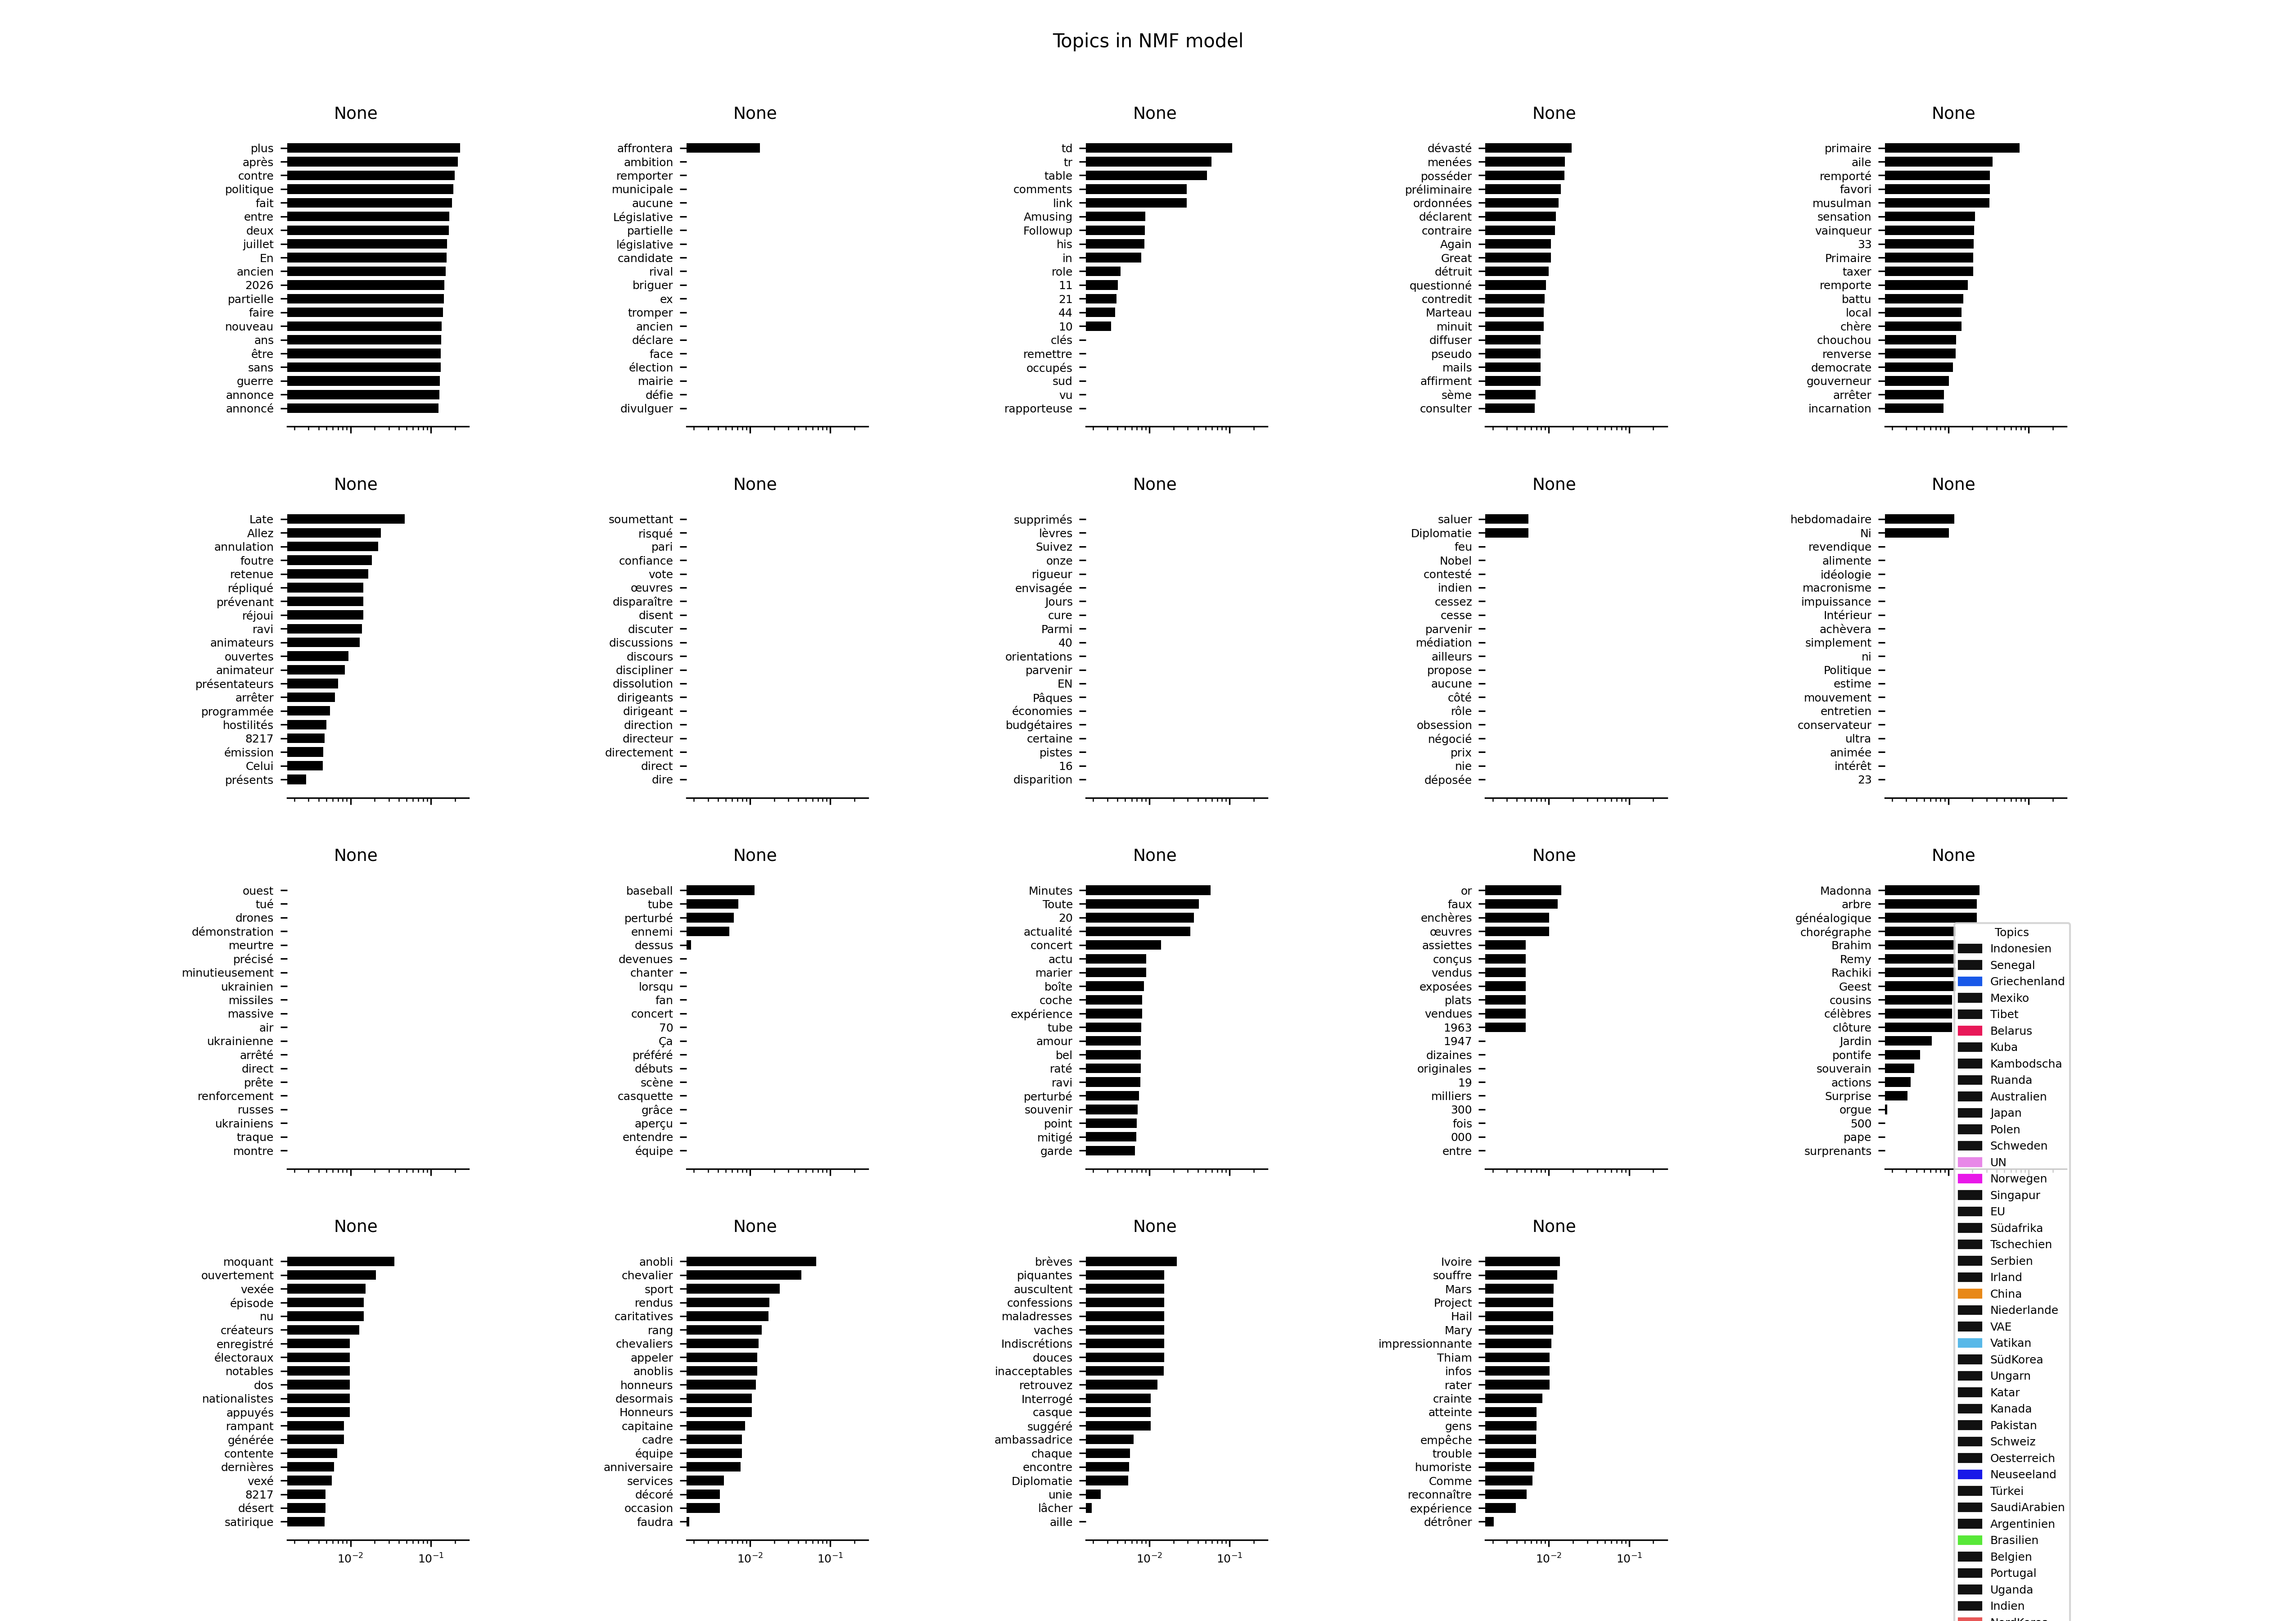 Topics in NMF model
None
plus
après
contre
politique
fait
entre
deux
juillet
En
ancien
2026
partielle
faire
nouveau
ans
être
sans
guerre
annonce
annoncé
None
affrontera
ambition
remporter
municipale
aucune
Législative
partielle
législative
candidate
rival
briguer
ex
tromper
ancien
déclare
face
élection
mairie
défie
divulguer
None
td
tr
table
comments
link
Amusing
Followup
his
in
role
11
21
44
10
clés
remettre
occupés
sud
vu
rapporteuse
None
dévasté
menées
posséder
préliminaire
ordonnées
déclarent
contraire
Again
Great
détruit
questionné
contredit
Marteau
minuit
diffuser
pseudo
mails
affirment
sème
consulter
None
primaire
aile
remporté
favori
musulman
sensation
vainqueur
33
Primaire
taxer
remporte
battu
local
chère
chouchou
renverse
democrate
gouverneur
arrêter
incarnation
None
Late
Allez
annulation
foutre
retenue
répliqué
prévenant
réjoui
ravi
animateurs
ouvertes
animateur
présentateurs
arrêter
programmée
hostilités
8217
émission
Celui
présents
None
soumettant
risqué
pari
confiance
vote
œuvres
disparaître
disent
discuter
discussions
discours
discipliner
dissolution
dirigeants
dirigeant
direction
directeur
directement
direct
dire
None
supprimés
lèvres
Suivez
onze
rigueur
envisagée
Jours
cure
Parmi
40
orientations
parvenir
EN
Pâques
économies
budgétaires
certaine
pistes
16
disparition
None
saluer
Diplomatie
feu
Nobel
contesté
indien
cessez
cesse
parvenir
médiation
ailleurs
propose
aucune
côté
rôle
obsession
négocié
prix
nie
déposée
None
hebdomadaire
Ni
revendique
alimente
idéologie
macronisme
impuissance
Intérieur
achèvera
simplement
ni
Politique
estime
mouvement
entretien
conservateur
ultra
animée
intérêt
23
None
ouest
tué
drones
démonstration
meurtre
précisé
minutieusement
ukrainien
missiles
massive
air
ukrainienne
arrêté
direct
prête
renforcement
russes
ukrainiens
traque
montre
None
baseball
tube
perturbé
ennemi
dessus
devenues
chanter
lorsqu
fan
concert
70
Ça
préféré
débuts
scène
casquette
grâce
aperçu
entendre
équipe
None
Minutes
Toute
20
actualité
concert
actu
marier
boîte
coche
expérience
tube
amour
bel
raté
ravi
perturbé
souvenir
point
mitigé
garde
None
or
faux
enchères
œuvres
assiettes
conçus
vendus
exposées
plats
vendues
1963
1947
dizaines
originales
19
milliers
300
fois
000
entre
None
Madonna
arbre
généalogique
chorégraphe
Brahim
Remy
Rachiki
Geest
cousins
célèbres
clôture
Jardin
pontife
souverain
actions
Surprise
orgue
500
pape
surprenants
None
moquant
ouvertement
vexée
épisode
nu
créateurs
enregistré
électoraux
notables
dos
nationalistes
appuyés
rampant
générée
contente
dernières
vexé
8217
désert
satirique
10⁻² 10⁻¹
None
anobli
chevalier
sport
rendus
caritatives
rang
chevaliers
appeler
anoblis
honneurs
desormais
Honneurs
capitaine
cadre
équipe
anniversaire
services
décoré
occasion
faudra
10⁻² 10⁻¹
None
brèves
piquantes
auscultent
confessions
maladresses
vaches
Indiscrétions
douces
inacceptables
retrouvez
Interrogé
casque
suggéré
ambassadrice
chaque
encontre
Diplomatie
unie
lâcher
aille
10⁻² 10⁻¹
None
Ivoire
souffre
Mars
Project
Hail
Mary
impressionnante
Thiam
infos
rater
crainte
atteinte
gens
empêche
trouble
humoriste
Comme
reconnaître
expérience
détrôner
10⁻² 10⁻¹
Topics
Indonesien
Senegal
Griechenland
Mexiko
Tibet
Belarus
Kuba
Kambodscha
Ruanda
Australien
Japan
Polen
Schweden
UN
Norwegen
Singapur
EU
Südafrika
Tschechien
Serbien
Irland
China
Niederlande
VAE
Vatikan
SüdKorea
Ungarn
Katar
Kanada
Pakistan
Schweiz
Oesterreich
Neuseeland
Türkei
SaudiArabien
Argentinien
Brasilien
Belgien
Portugal
Uganda
Indien